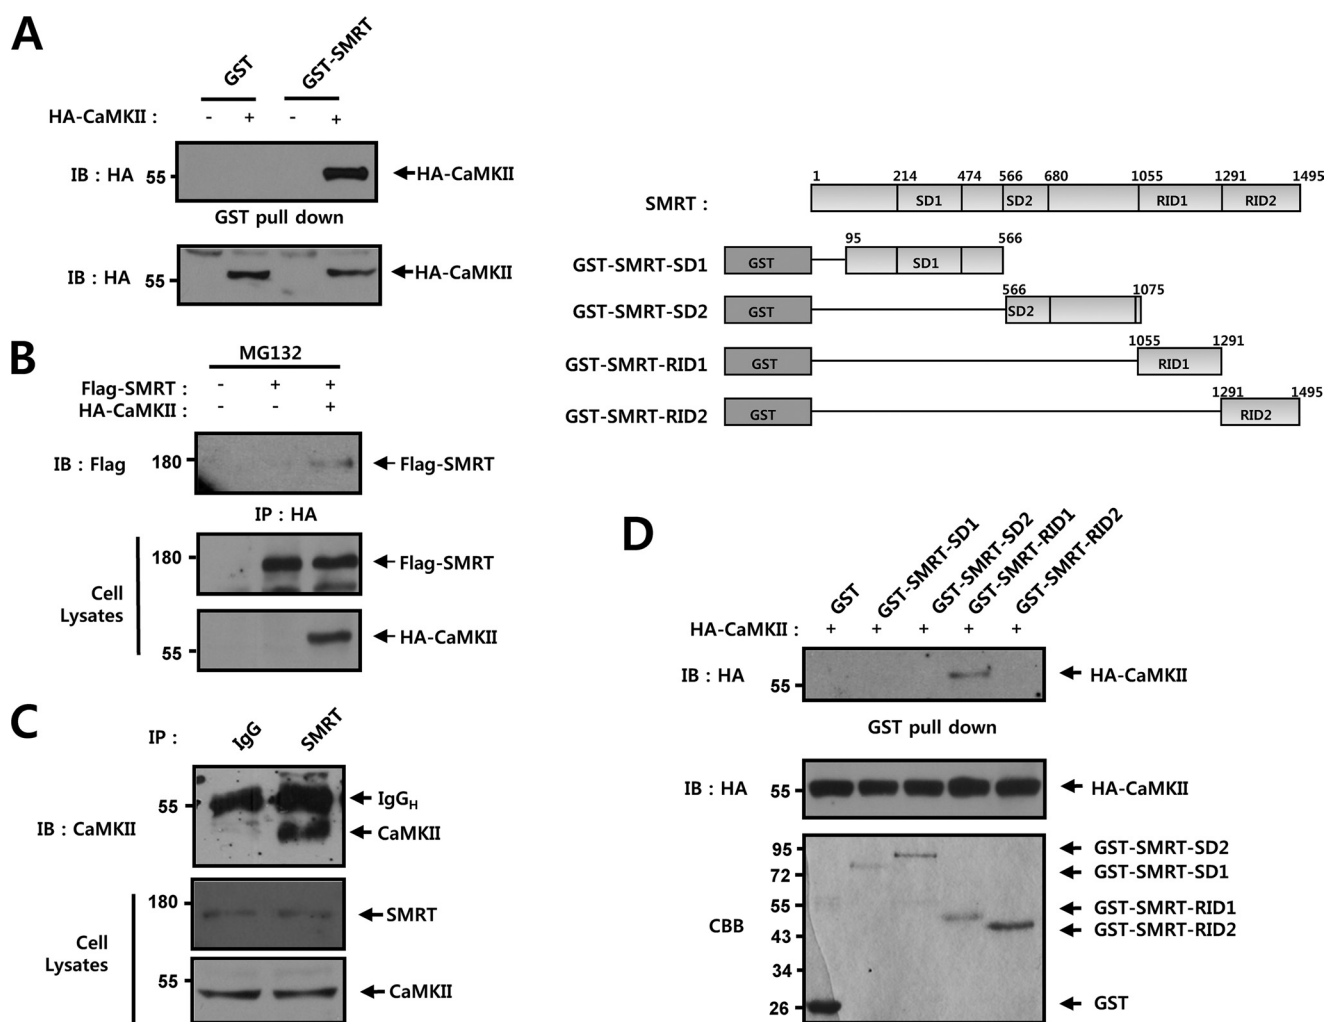 A
GST GST-SMRT
HA-CaMKII : - + - +
IB : HA 55 HA-CaMKII
GST pull down
IB : HA 55 HA-CaMKII
1 214 474 566 680 1055 1291 1495
SMRT : SD1 SD2 RID1 RID2
95 566
GST-SMRT-SD1 GST SD1
566 1075
GST-SMRT-SD2 GST SD2
1055 1291
GST-SMRT-RID1 GST RID1
1291 1495
GST-SMRT-RID2 GST RID2
B
MG132
Flag-SMRT : - + +
HA-CaMKII : - - +
IB : Flag 180 Flag-SMRT
IP : HA
Cell Lysates
180 Flag-SMRT
55 HA-CaMKII
C
IP : IgG SMRT
55 IgGH
IB : CaMKII CaMKII
Cell Lysates
180 SMRT
55 CaMKII
D
GST GST-SMRT-SD1 GST-SMRT-SD2 GST-SMRT-RID1 GST-SMRT-RID2
HA-CaMKII : + + + + +
IB : HA 55 HA-CaMKII
GST pull down
IB : HA 55 HA-CaMKII
CBB
95 GST-SMRT-SD2
72 GST-SMRT-SD1
55 GST-SMRT-RID1
43 GST-SMRT-RID2
34
26 GST